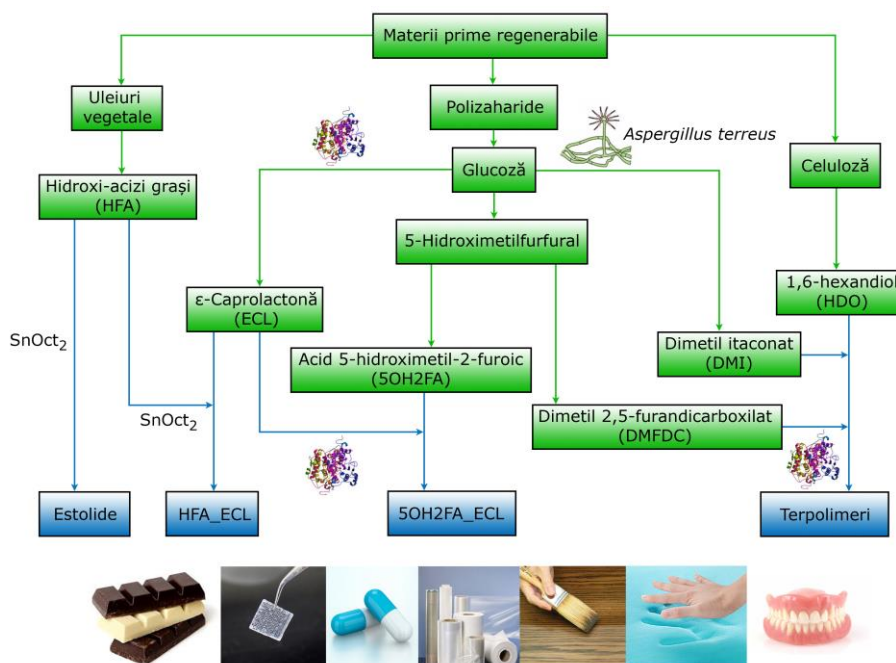 Materii prime regenerabile
Uleiuri
vegetale
Polizaharide
Aspergillus terreus
Glucoză
Celuloză
Hidroxi-acizi grași
(HFA)
5-Hidroximetilfurfural
ε-Caprolactonă
(ECL)
1,6-hexandiol
(HDO)
SnOct₂
Acid 5-hidroximetil-2-furoic
(5OH2FA)
Dimetil itaconat
(DMI)
SnOct₂
Dimetil 2,5-furandicarboxilat
(DMFDC)
Estolide
HFA_ECL
5OH2FA_ECL
Terpolimeri